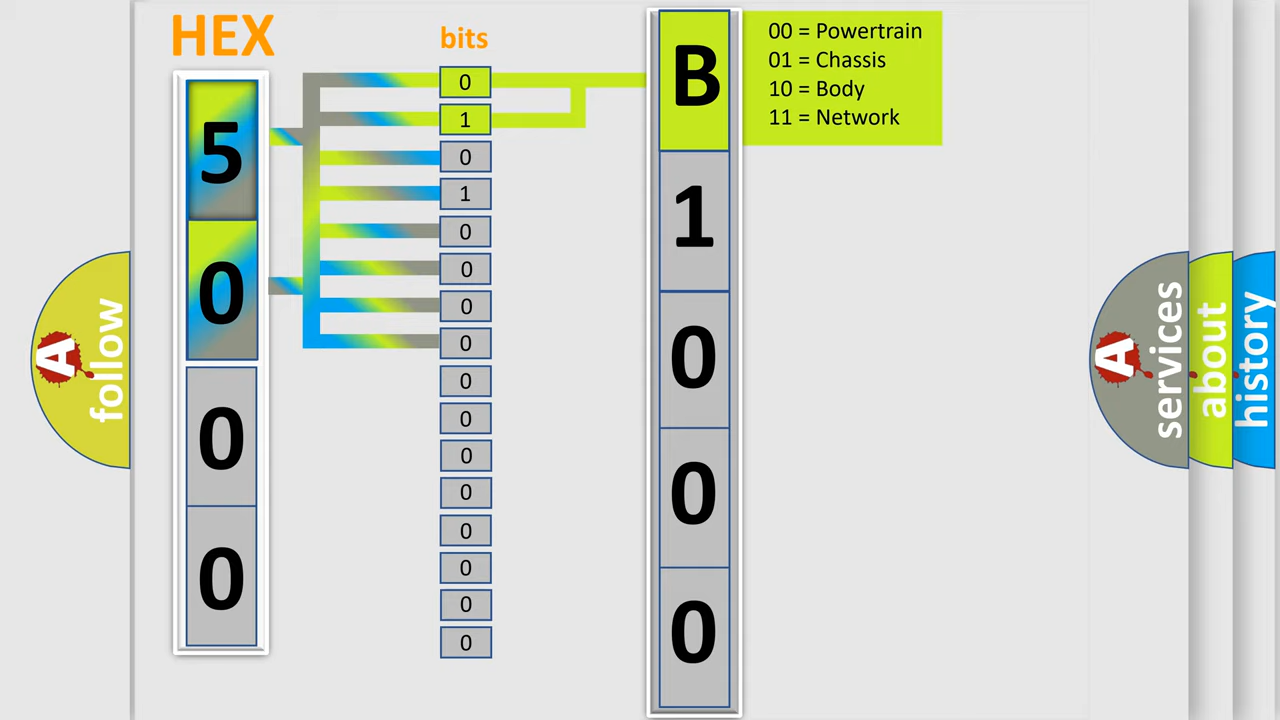 HEX
bits
5
0
0
0
0
1
0
1
0
0
0
0
0
0
0
0
0
0
0
0
B
1
0
0
0
00 = Powertrain
01 = Chassis
10 = Body
11 = Network
A
follow
A
services
about
history